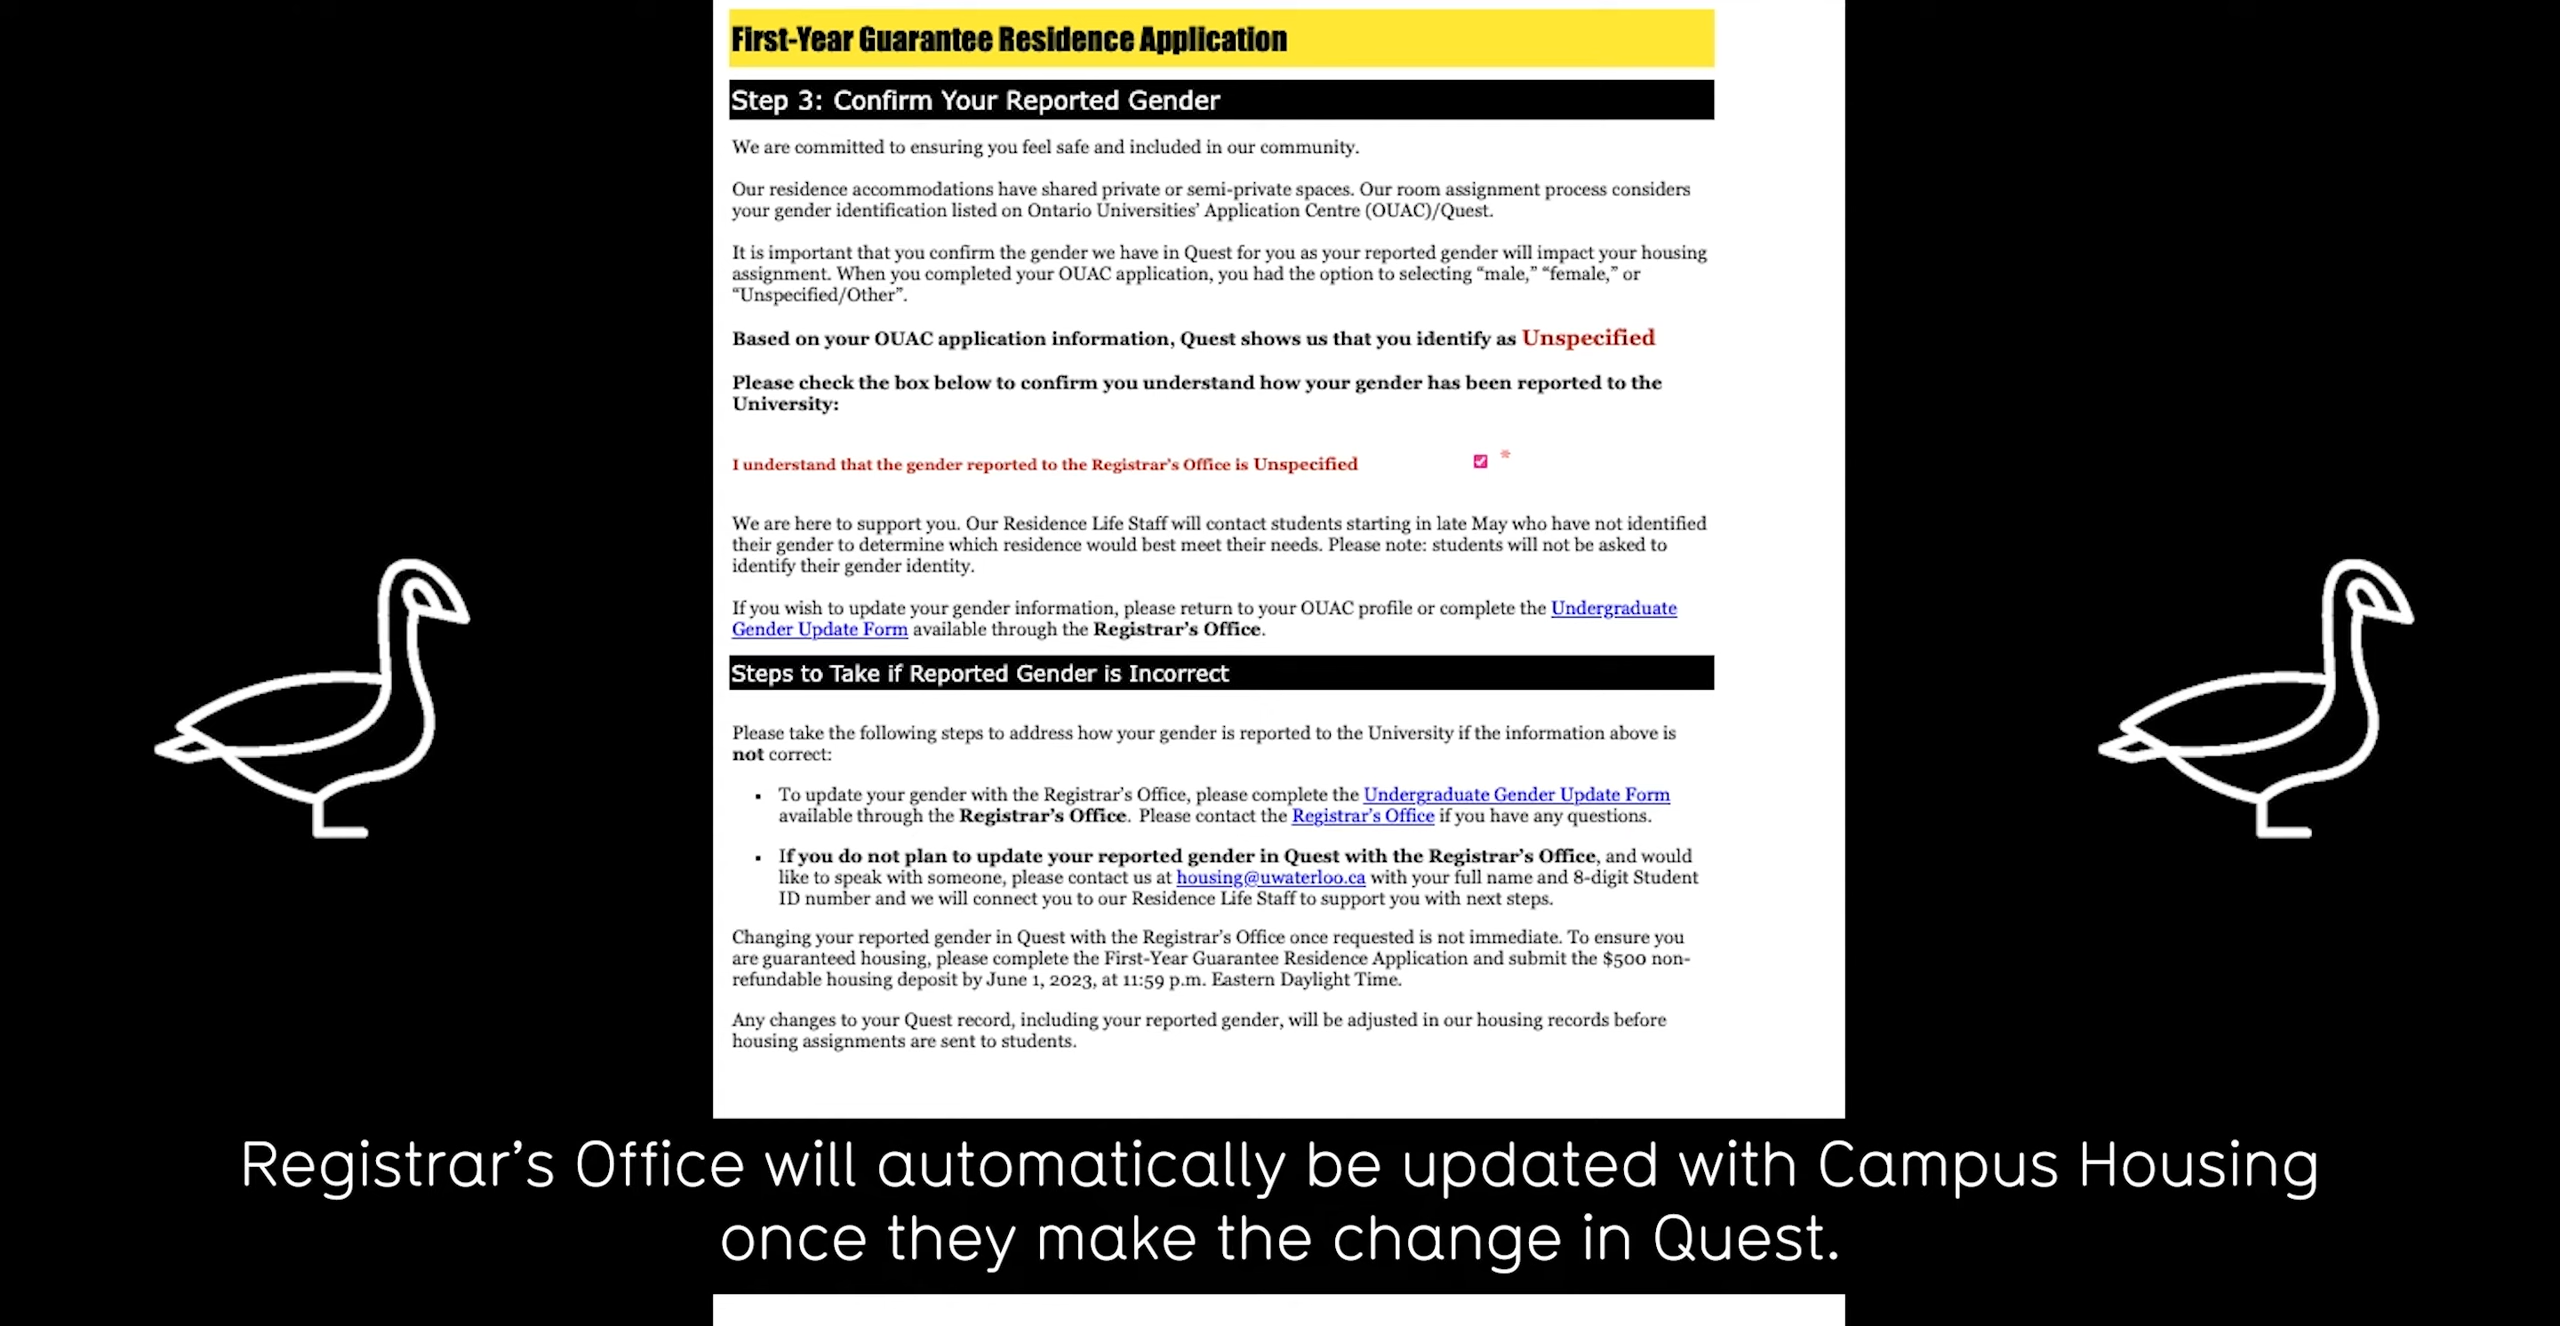 First-Year Guarantee Residence Application
Step 3: Confirm Your Reported Gender
We are committed to ensuring you feel safe and included in our community.
Our residence accommodations have shared private or semi-private spaces. Our room assignment process considers
your gender identification listed on Ontario Universities’ Application Centre (OUAC)/Quest.
It is important that you confirm the gender we have in Quest for you as your reported gender will impact your housing
assignment. When you completed your OUAC application, you had the option to selecting “male,” “female,” or
“Unspecified/Other”.
Based on your OUAC application information, Quest shows us that you identify as Unspecified
Please check the box below to confirm you understand how your gender has been reported to the
University:
I understand that the gender reported to the Registrar’s Office is Unspecified *
We are here to support you. Our Residence Life Staff will contact students starting in late May who have not identified
their gender to determine which residence would best meet their needs. Please note: students will not be asked to
identify their gender identity.
If you wish to update your gender information, please return to your OUAC profile or complete the Undergraduate
Gender Update Form available through the Registrar’s Office.
Steps to Take if Reported Gender is Incorrect
Please take the following steps to address how your gender is reported to the University if the information above is
not correct:
▪ To update your gender with the Registrar’s Office, please complete the Undergraduate Gender Update Form
available through the Registrar’s Office. Please contact the Registrar’s Office if you have any questions.
▪ If you do not plan to update your reported gender in Quest with the Registrar’s Office, and would
like to speak with someone, please contact us at housing@uwaterloo.ca with your full name and 8-digit Student
ID number and we will connect you to our Residence Life Staff to support you with next steps.
Changing your reported gender in Quest with the Registrar’s Office once requested is not immediate. To ensure you
are guaranteed housing, please complete the First-Year Guarantee Residence Application and submit the $500 non-
refundable housing deposit by June 1, 2023, at 11:59 p.m. Eastern Daylight Time.
Any changes to your Quest record, including your reported gender, will be adjusted in our housing records before
housing assignments are sent to students.
Registrar’s Office will automatically be updated with Campus Housing
once they make the change in Quest.